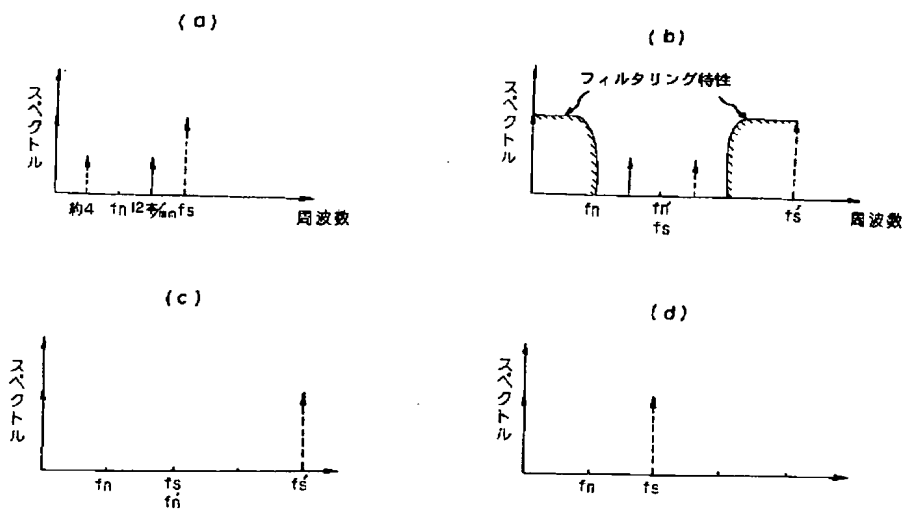 (a)
スペクトル
約4 fn 12本/mm fs
周波数
(b)
フィルタリング特性
スペクトル
fn fn' fs'
fs 周波数
(c)
スペクトル
fn fs fs'
fn'
(d)
スペクトル
fn fs